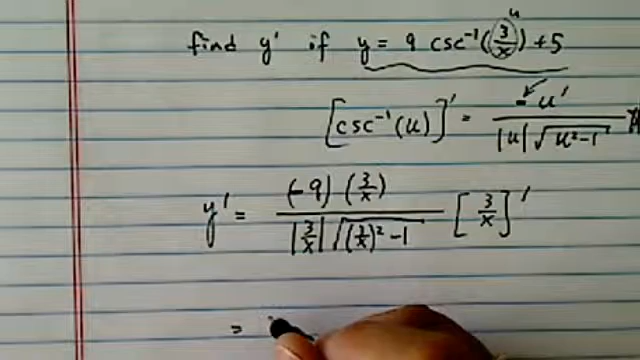 find y' if y = 9 csc⁻¹(3/x) + 5
u
[csc⁻¹(u)]' = -u' / |u|√(u²-1)
y' = (-9)(3/x) / |3/x|√((3/x)²-1) [3/x]'
=